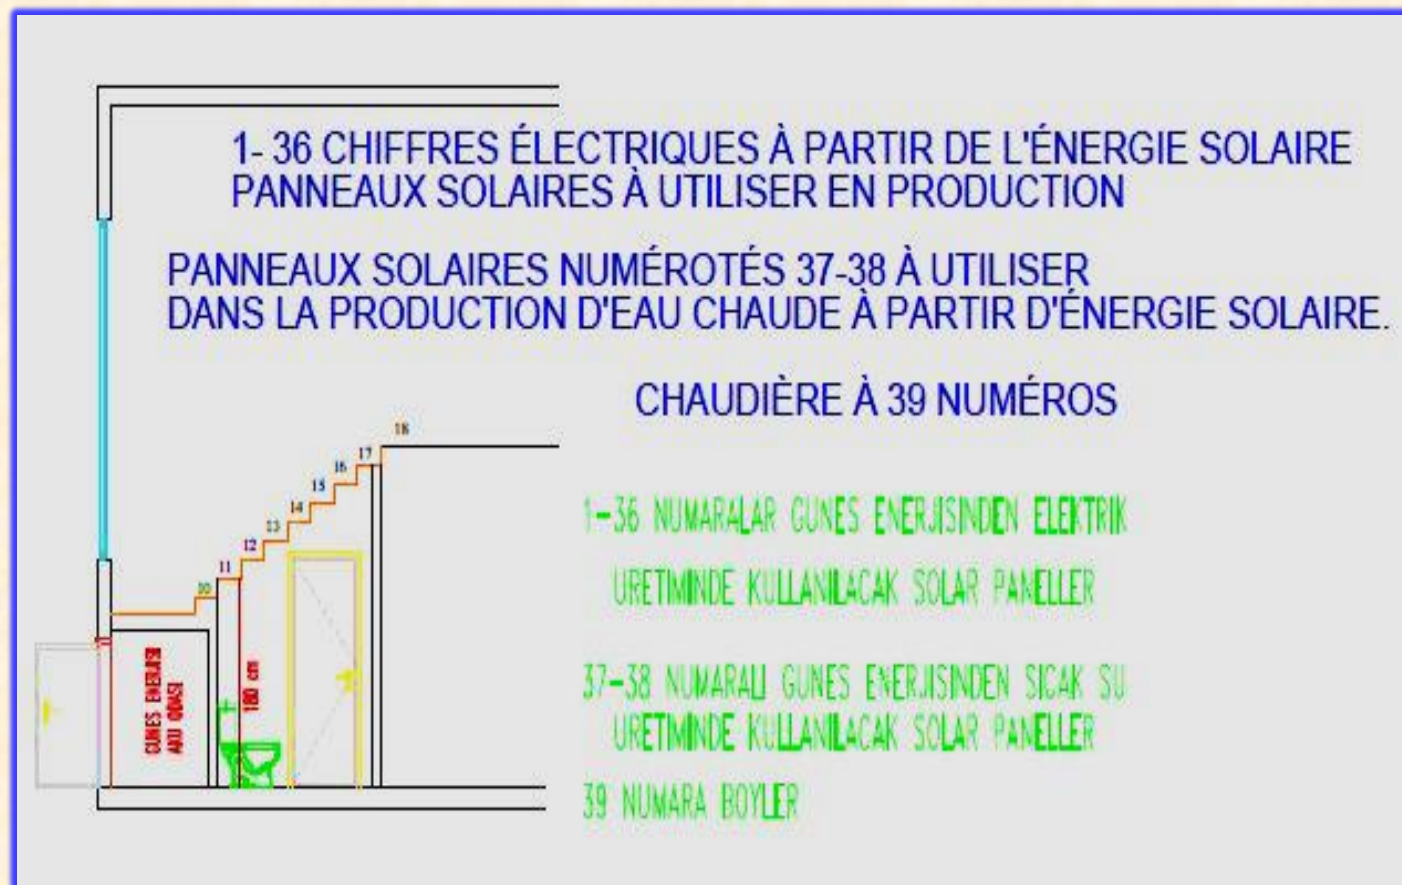 1- 36 CHIFFRES ÉLECTRIQUES À PARTIR DE L'ÉNERGIE SOLAIRE
PANNEAUX SOLAIRES À UTILISER EN PRODUCTION
PANNEAUX SOLAIRES NUMÉROTÉS 37-38 À UTILISER
DANS LA PRODUCTION D'EAU CHAUDE À PARTIR D'ÉNERGIE SOLAIRE.
CHAUDIÈRE À 39 NUMÉROS
18
17
16
15
14
13
12
11
10
1-36 NUMARALAR GUNES ENERJISINDEN ELEKTRIK
URETIMINDE KULLANILACAK SOLAR PANELLER
37-38 NUMARALI GUNES ENERJISINDEN SICAK SU
URETIMINDE KULLANILACAK SOLAR PANELLER
39 NUMARA BOYLER
GUNES ENERJISI
AKU ODASI
180 cm